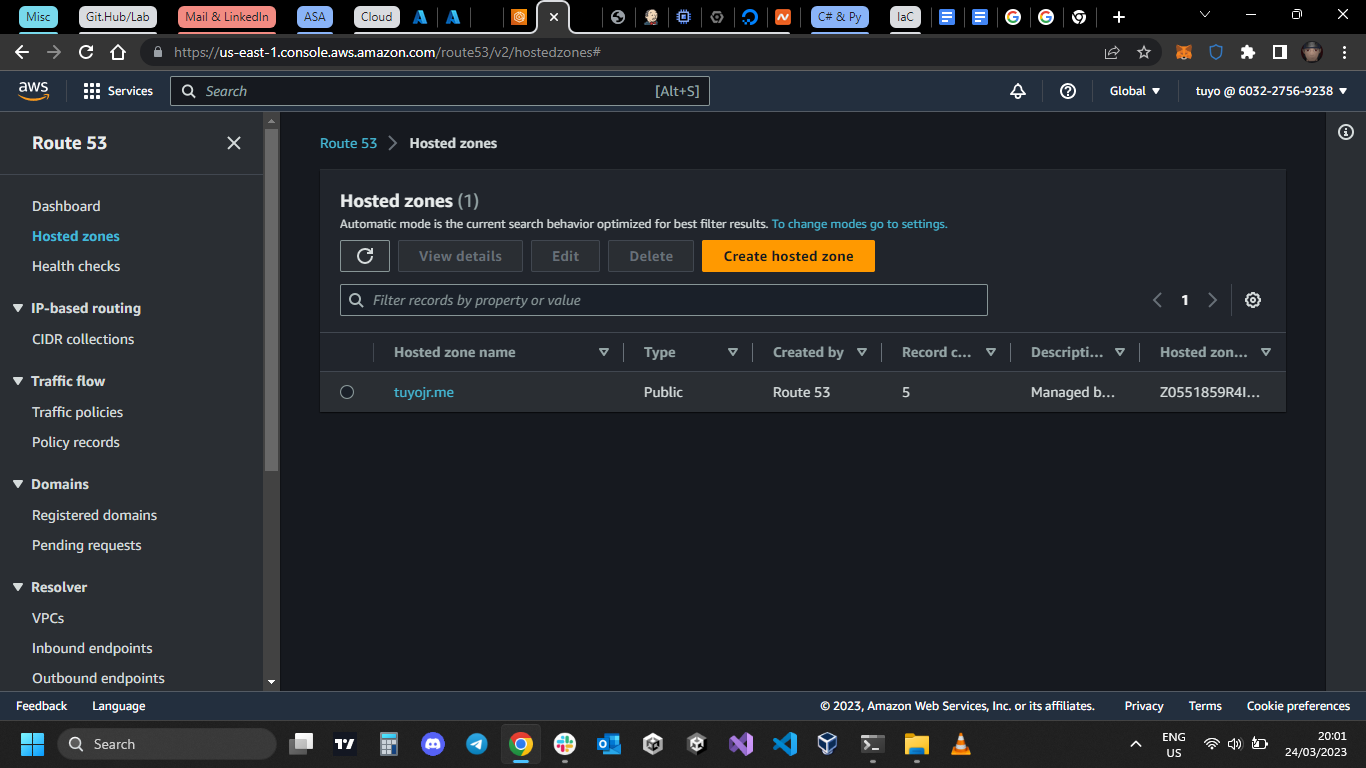 Misc Git.Hub/Lab Mail & LinkedIn ASA Cloud C# & Py IaC
https://us-east-1.console.aws.amazon.com/route53/v2/hostedzones#
aws Services Search [Alt+S] Global tuyo @ 6032-2756-9238
Route 53
Dashboard
Hosted zones
Health checks
IP-based routing
CIDR collections
Traffic flow
Traffic policies
Policy records
Domains
Registered domains
Pending requests
Resolver
VPCs
Inbound endpoints
Outbound endpoints
Route 53 Hosted zones
Hosted zones (1)
Automatic mode is the current search behavior optimized for best filter results. To change modes go to settings.
View details Edit Delete Create hosted zone
Filter records by property or value 1
Hosted zone name Type Created by Record c... Descripti... Hosted zon...
tuyojr.me Public Route 53 5 Managed b... Z0551859R4I...
Feedback Language © 2023, Amazon Web Services, Inc. or its affiliates. Privacy Terms Cookie preferences
Search ENG 20:01
US 24/03/2023